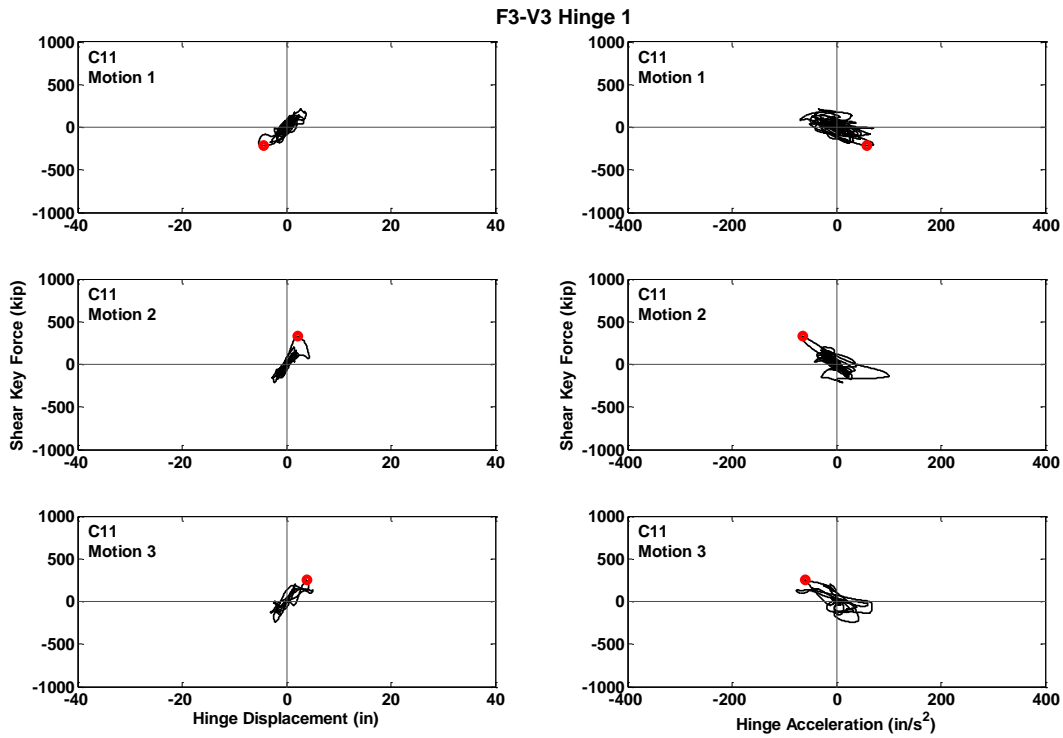 F3-V3 Hinge 1
1000
500
0
-500
-1000
C11
Motion 1
-40 -20 0 20 40
1000
500
0
-500
-1000
C11
Motion 1
-400 -200 0 200 400
Shear Key Force (kip)
1000
500
0
-500
-1000
C11
Motion 2
-40 -20 0 20 40
Shear Key Force (kip)
1000
500
0
-500
-1000
C11
Motion 2
-400 -200 0 200 400
1000
500
0
-500
-1000
C11
Motion 3
-40 -20 0 20 40
Hinge Displacement (in)
1000
500
0
-500
-1000
C11
Motion 3
-400 -200 0 200 400
Hinge Acceleration (in/s²)